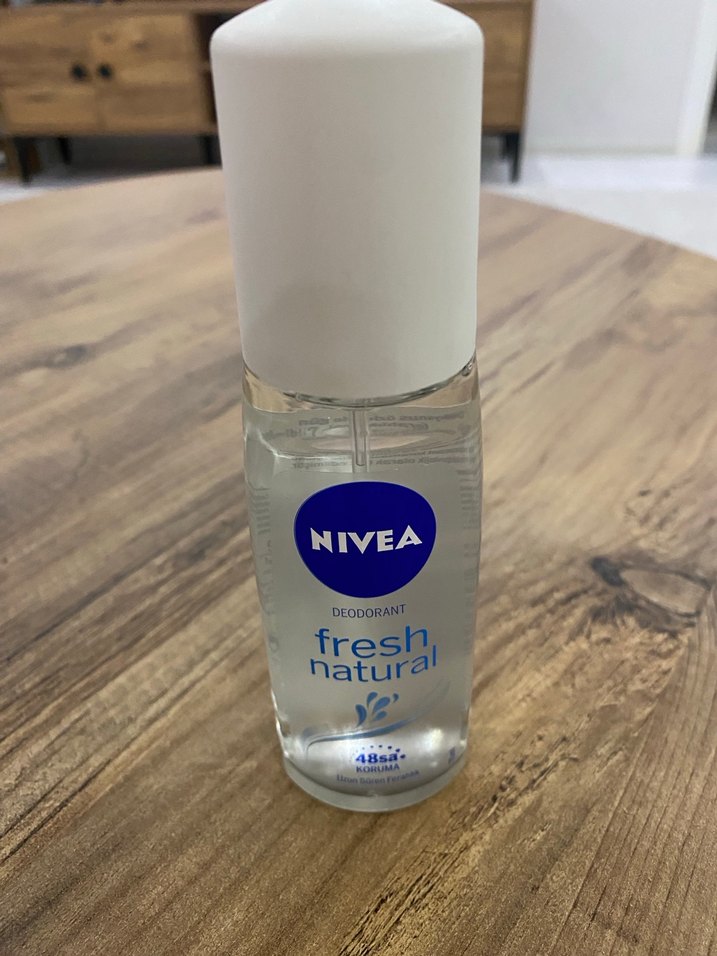 NIVEA
DEODORANT
fresh
natural
48sa
KORUMA
Uzun Süren Ferahlık